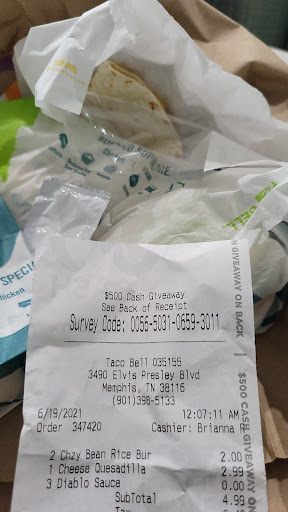 SUPREME
SPECI
Chicken
$500 Cash Giveaway
See Back of Receipt
Survey Code: 0056-5031-0659-3011
Taco Bell 035155
3490 Elvis Presley Blvd
Memphis, TN 38116
(901)398-5133
6/19/2021 12:07:11 AM
Order 347420 Cashier: Brianna
2 Chzy Bean Rice Bur 2.00
1 Cheese Quesadilla 2.99
3 Diablo Sauce 0.00
SubTotal 4.99
GIVEAWAY ON BACK
$500 CASH GIVEAWAY ON